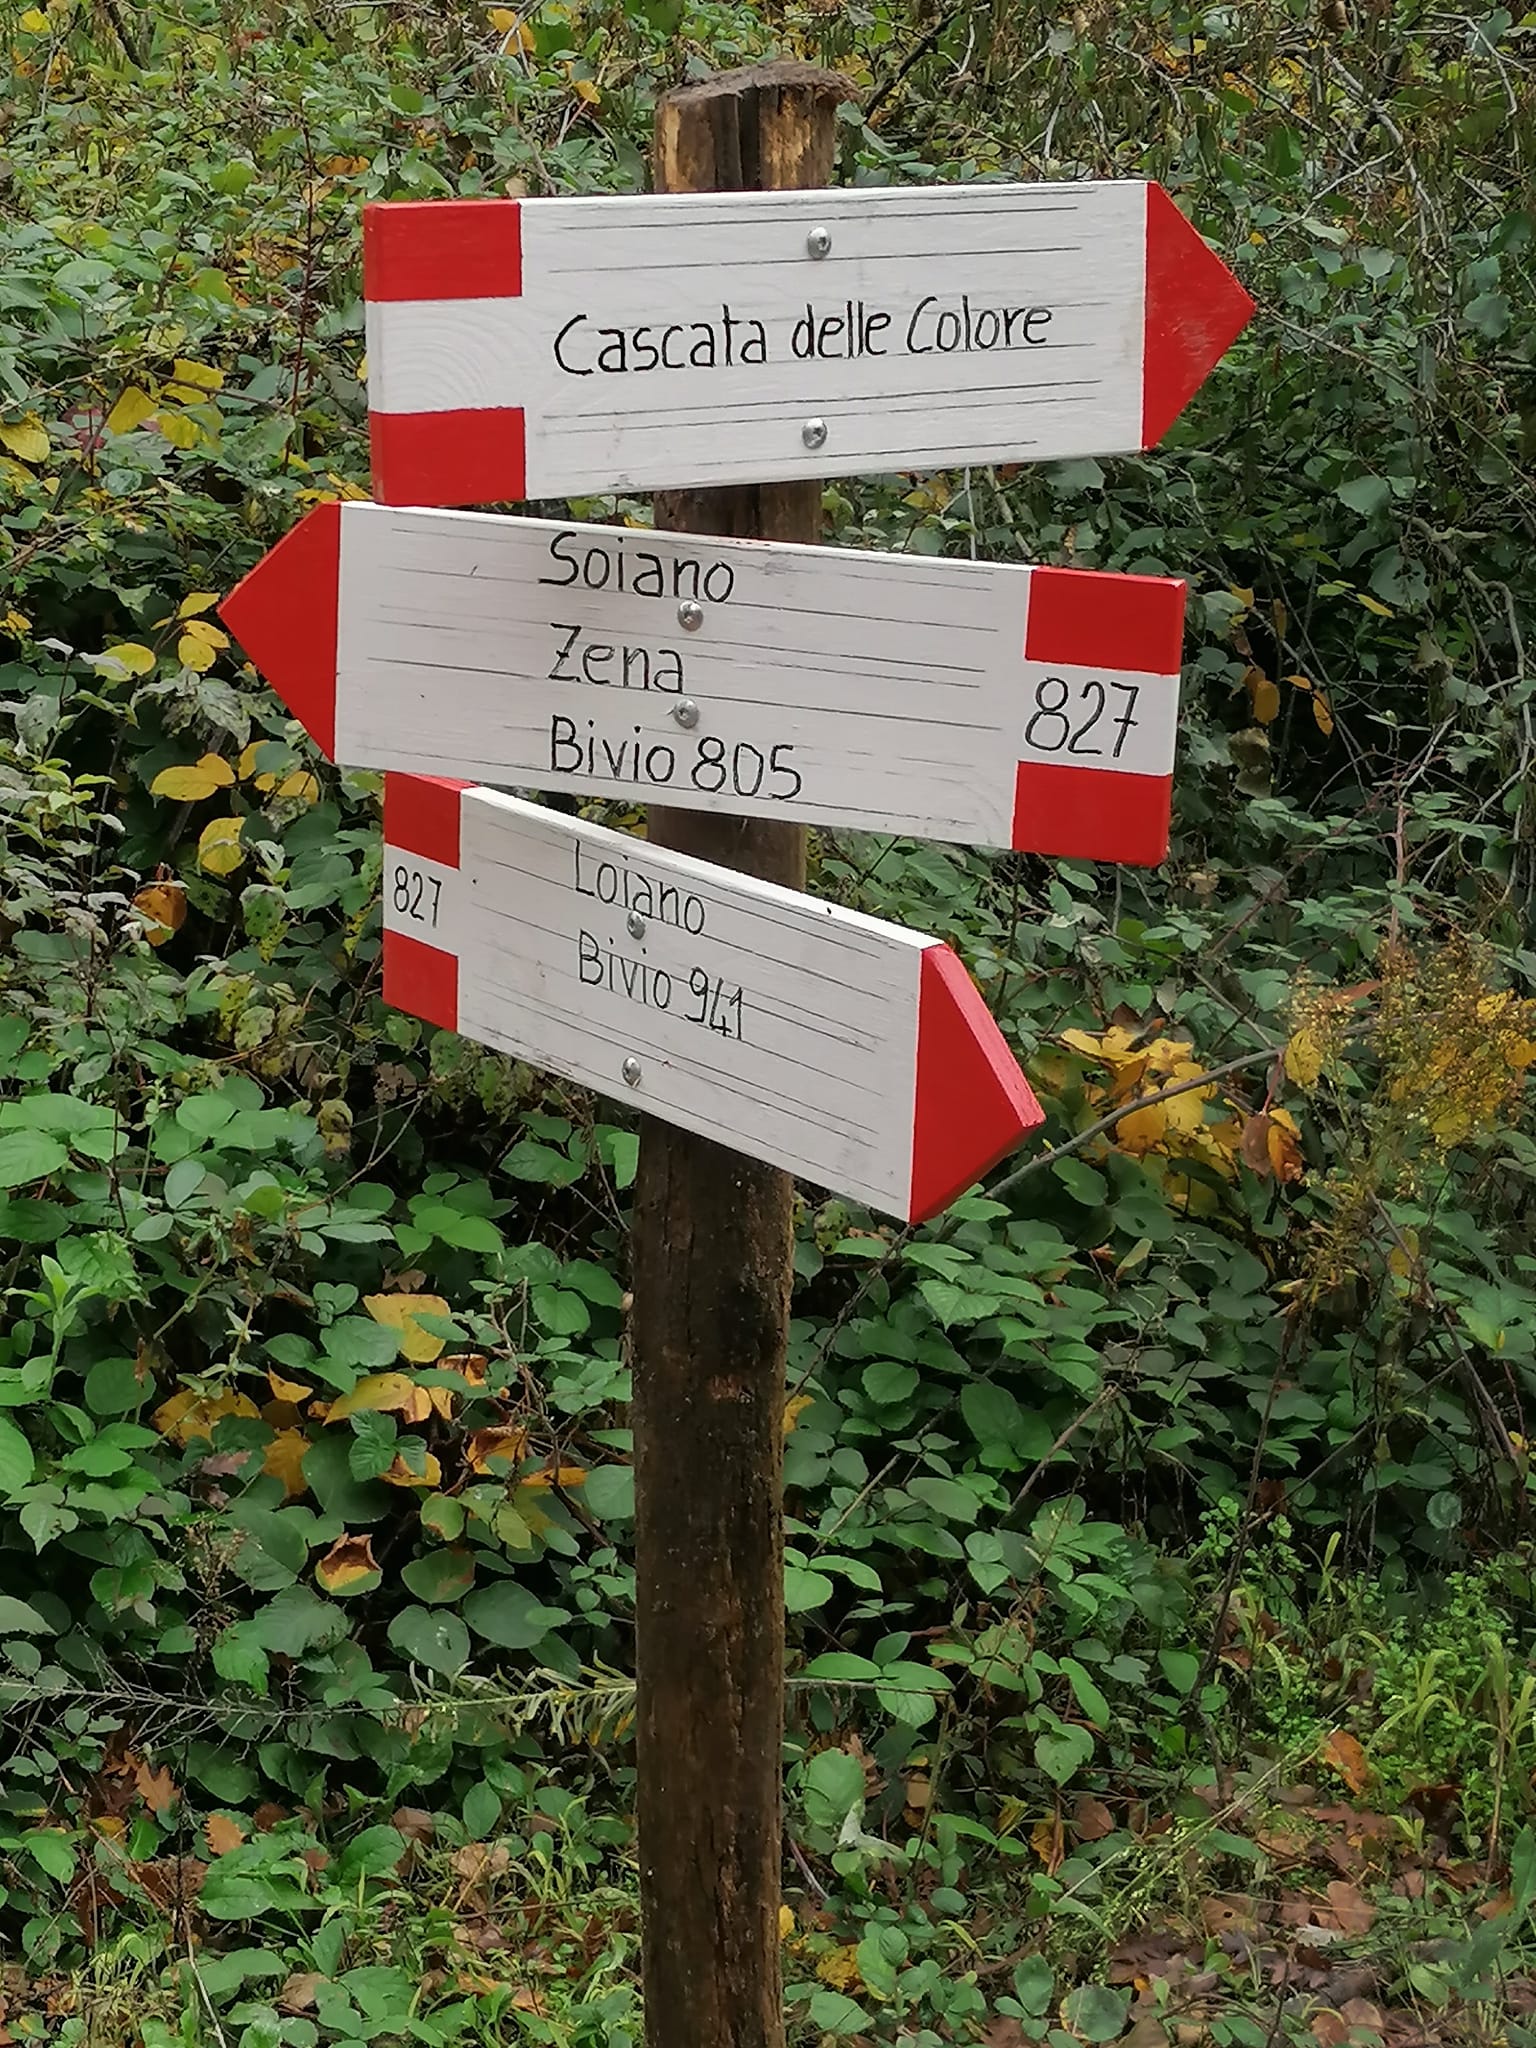 Cascata delle Colore
Soiano
Zena
Bivio 805
827
827
Loiano
Bivio 941